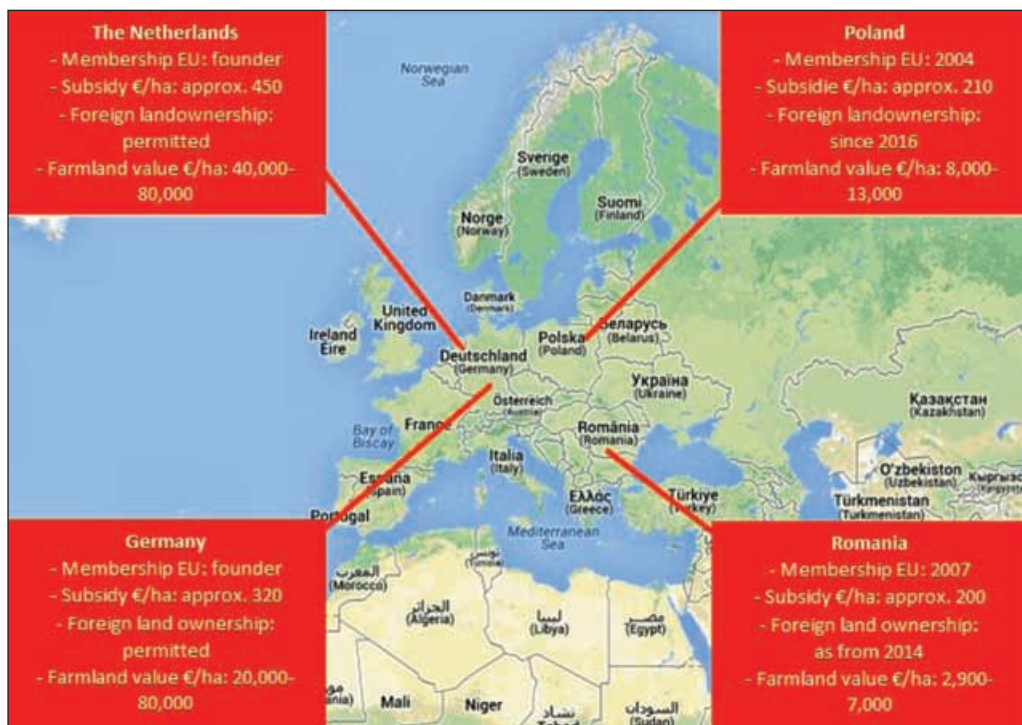 The Netherlands
- Membership EU: founder
- Subsidy €/ha: approx. 450
- Foreign landownership:
permitted
- Farmland value €/ha: 40,000-
80,000
Poland
- Membership EU: 2004
- Subsidie €/ha: approx. 210
- Foreign landownership:
since 2016
- Farmland value €/ha: 8,000-
13,000
Norwegian
Sea
Sverige
(Sweden)
Suomi
(Finland)
Norge
(Norway)
Danmark
(Denmark)
United
Kingdom
Ireland
Éire
Polska
(Poland)
Беларусь
(Belarus)
Deutschland
(Germany)
Україна
(Ukraine)
Österreich
(Austria)
Қазақстан
(Kazakhstan)
France
Bay of
Biscay
România
(Romania)
Italia
(Italy)
O'zbekiston
(Uzbekistan)
España
(Spain)
Ελλάς
(Greece)
Türkiye
(Turkey)
Türkmenistan
(Turkmenistan)
Portugal
Mediterranean
Sea
تونس
(Tunisia)
المغرب
(Morocco)
الجزائر
(Algeria)
ليبيا
(Libya)
مصر
(Egypt)
Mali
Niger
تشاد
السودان
(Sudan)
Germany
- Membership EU: founder
- Subsidy €/ha: approx. 320
- Foreign land ownership:
permitted
- Farmland value €/ha: 20,000-
80,000
Romania
- Membership EU: 2007
- Subsidy €/ha: approx. 200
- Foreign land ownership:
as from 2014
- Farmland value €/ha: 2,900-
7,000